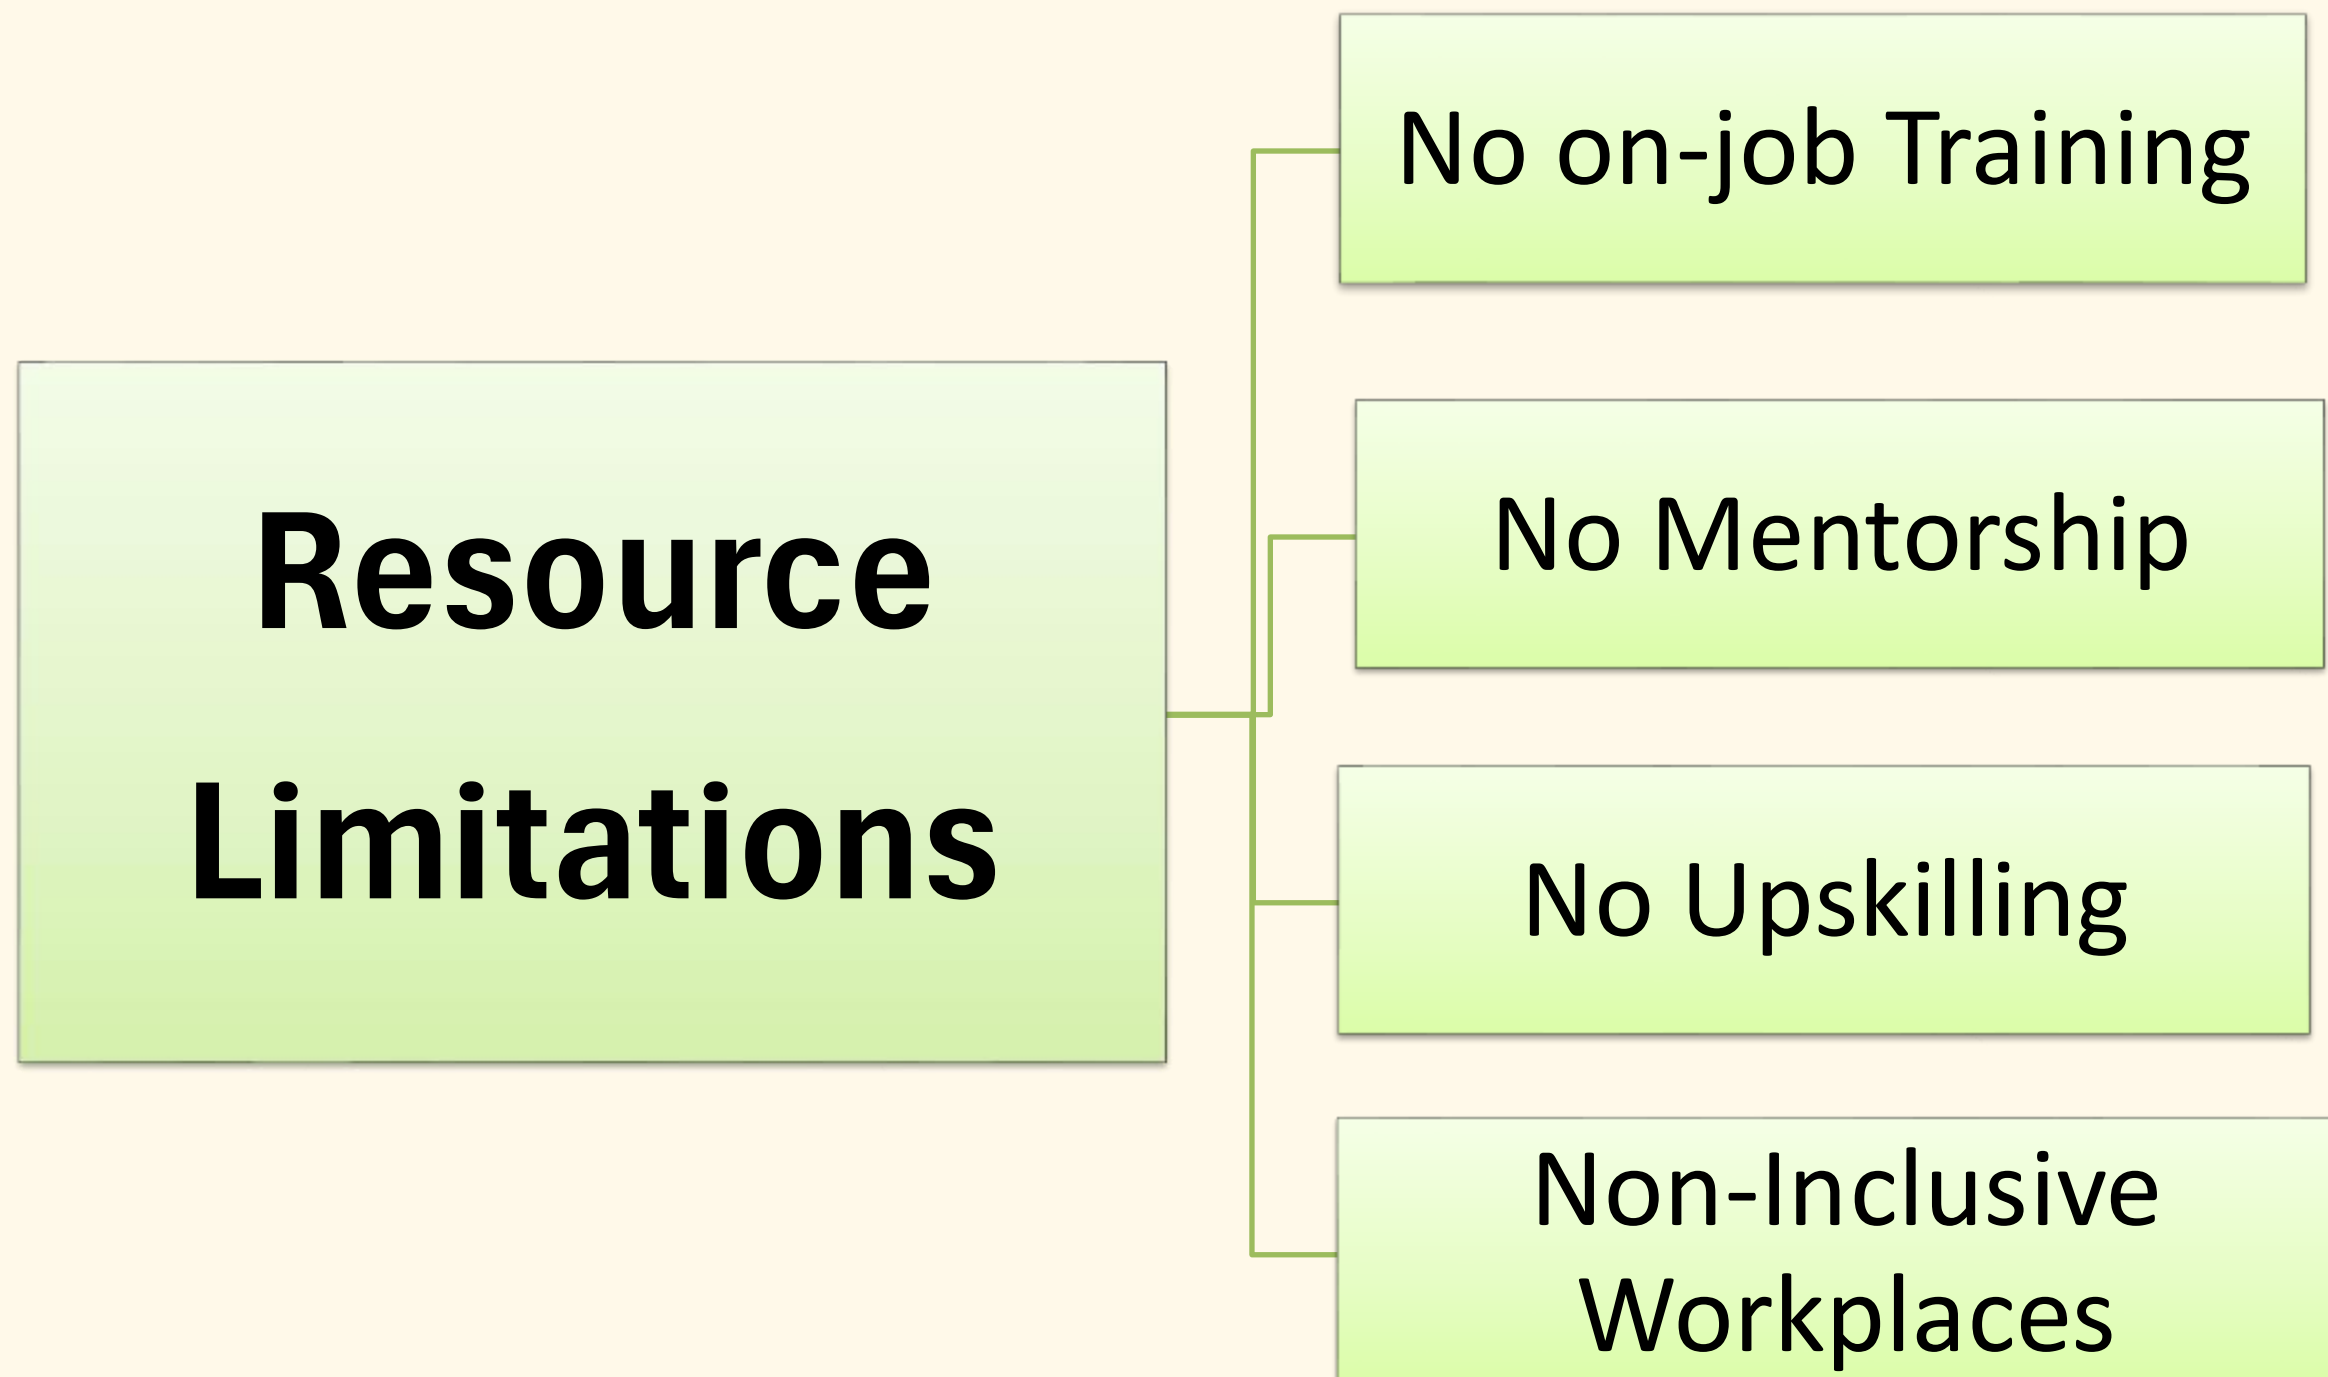 Resource
Limitations
No on-job Training
No Mentorship
No Upskilling
Non-Inclusive
Workplaces